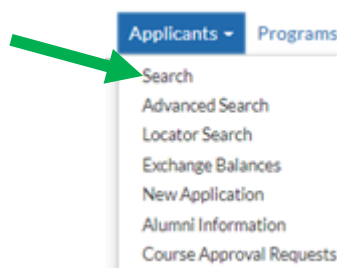 Applicants Programs
Search
Advanced Search
Locator Search
Exchange Balances
New Application
Alumni Information
Course Approval Requests